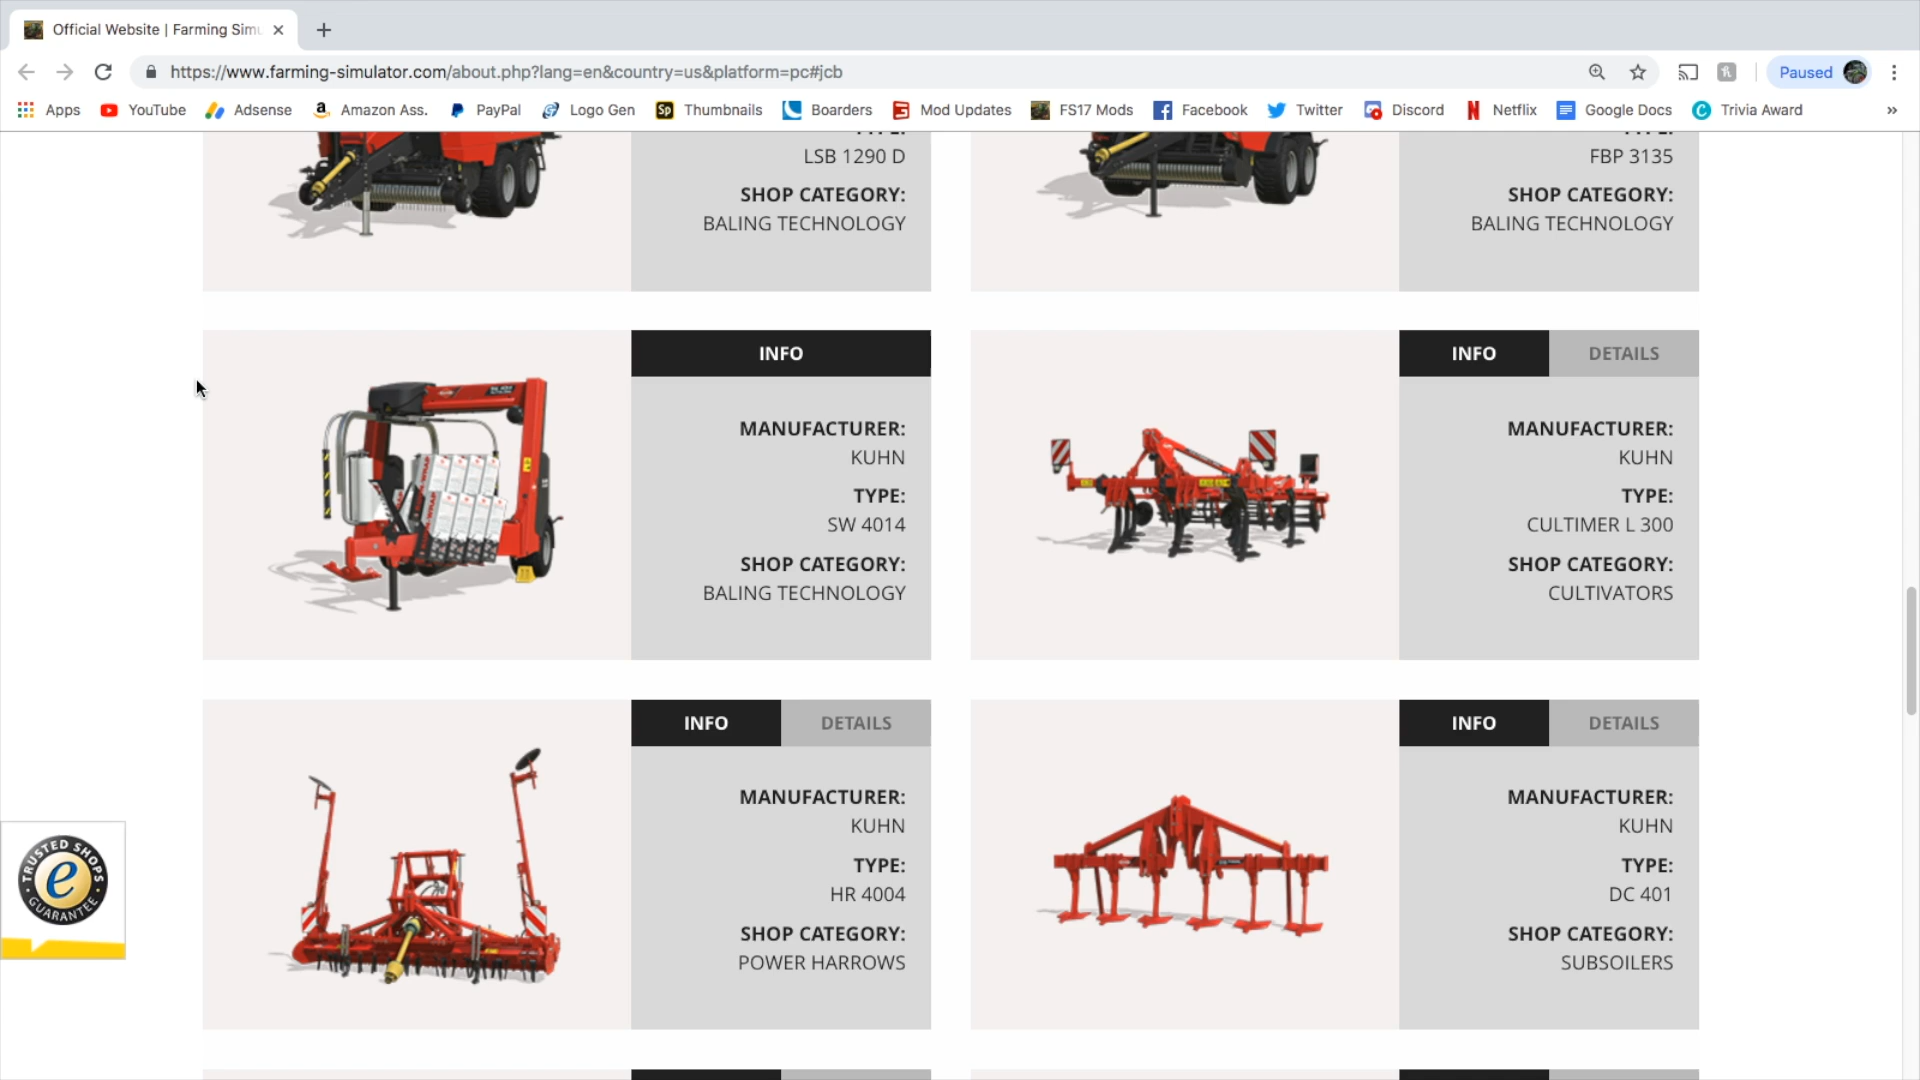 Official Website | Farming Simu
https://www.farming-simulator.com/about.php?lang=en&country=us&platform=pc#jcb
Paused
Apps
YouTube
Adsense
Amazon Ass.
PayPal
Logo Gen
Thumbnails
Boarders
Mod Updates
FS17 Mods
Facebook
Twitter
Discord
Netflix
Google Docs
Trivia Award
LSB 1290 D
SHOP CATEGORY:
BALING TECHNOLOGY
FBP 3135
SHOP CATEGORY:
BALING TECHNOLOGY
INFO
MANUFACTURER:
KUHN
TYPE:
SW 4014
SHOP CATEGORY:
BALING TECHNOLOGY
INFO DETAILS
MANUFACTURER:
KUHN
TYPE:
CULTIMER L 300
SHOP CATEGORY:
CULTIVATORS
INFO DETAILS
MANUFACTURER:
KUHN
TYPE:
HR 4004
SHOP CATEGORY:
POWER HARROWS
INFO DETAILS
MANUFACTURER:
KUHN
TYPE:
DC 401
SHOP CATEGORY:
SUBSOILERS
TRUSTED SHOPS
e
GUARANTEE